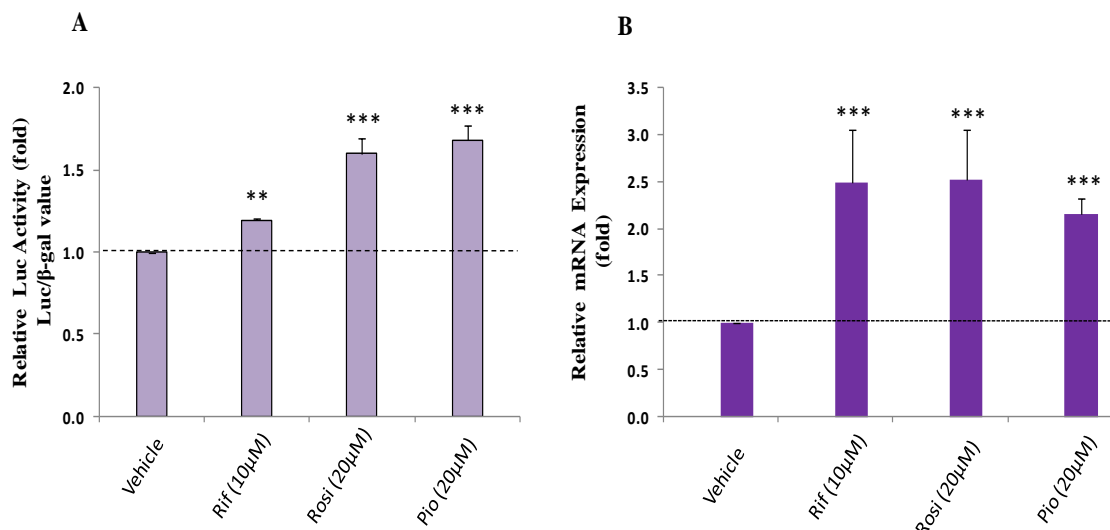 A
Relative Luc Activity (fold)
Luc/β-gal value
2.0
1.5
1.0
0.5
0.0
**
***
***
Vehicle
Rif (10µM)
Rosi (20µM)
Pio (20µM)
B
Relative mRNA Expression
(fold)
3.5
3.0
2.5
2.0
1.5
1.0
0.5
0.0
***
***
***
Vehicle
Rif (10µM)
Rosi (20µM)
Pio (20µM)